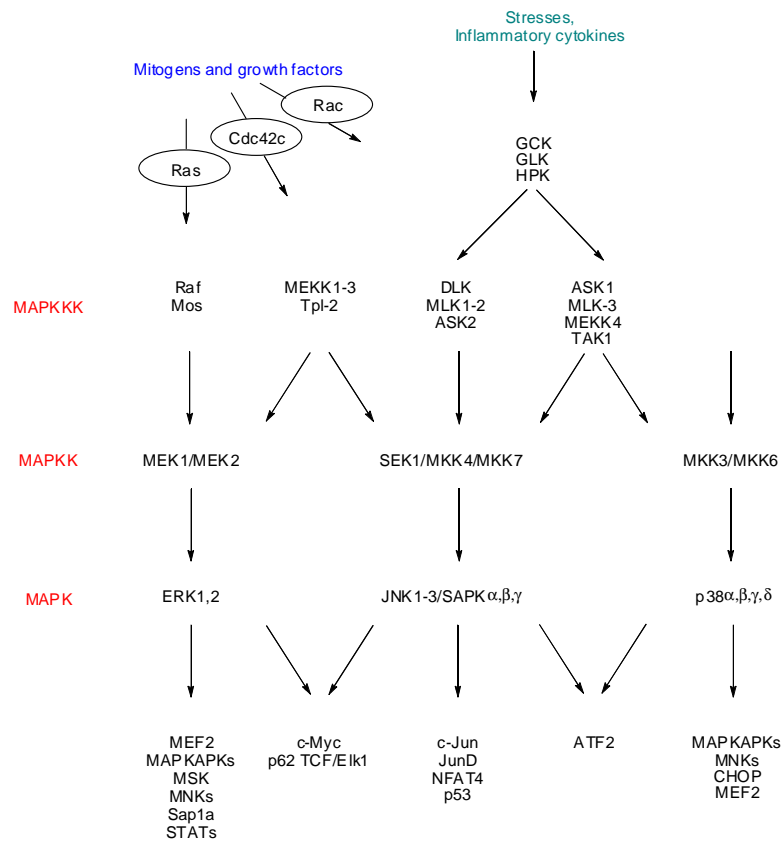 Stresses,
Inflammatory cytokines
Mitogens and growth factors
Rac
Cdc42c
Ras
GCK
GLK
HPK
MAPKKK
Raf
Mos
MEKK1-3
Tpl-2
DLK
MLK1-2
ASK2
ASK1
MLK-3
MEKK4
TAK1
MAPKK
MEK1/MEK2
SEK1/MKK4/MKK7
MKK3/MKK6
MAPK
ERK1,2
JNK1-3/SAPKα,β,γ
p38α,β,γ,δ
MEF2
MAPKAPKs
MSK
MNKs
Sap1a
STATs
c-Myc
p62 TCF/Elk1
c-Jun
JunD
NFAT4
p53
ATF2
MAPKAPKs
MNKs
CHOP
MEF2